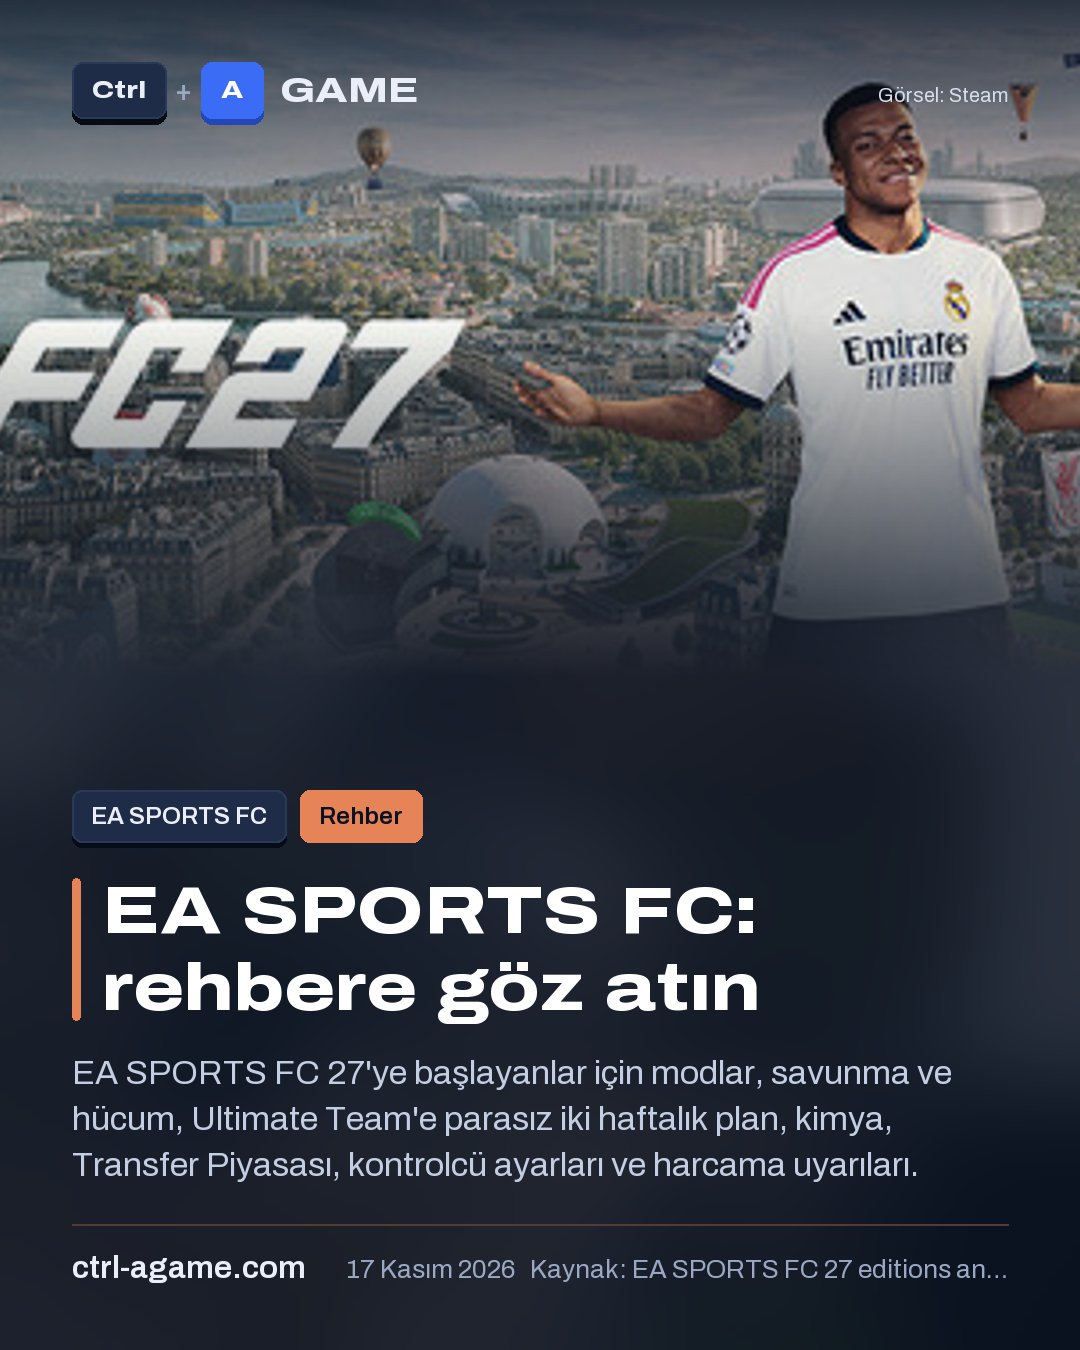 Ctrl + A GAME
Görsel: Steam
FC27
Emirates
FLY BETTER
EA SPORTS FC
Rehber
EA SPORTS FC:
rehbere göz atın
EA SPORTS FC 27'ye başlayanlar için modlar, savunma ve
hücum, Ultimate Team'e parasız iki haftalık plan, kimya,
Transfer Piyasası, kontrolcü ayarları ve harcama uyarıları.
ctrl-agame.com
17 Kasım 2026 Kaynak: EA SPORTS FC 27 editions an...